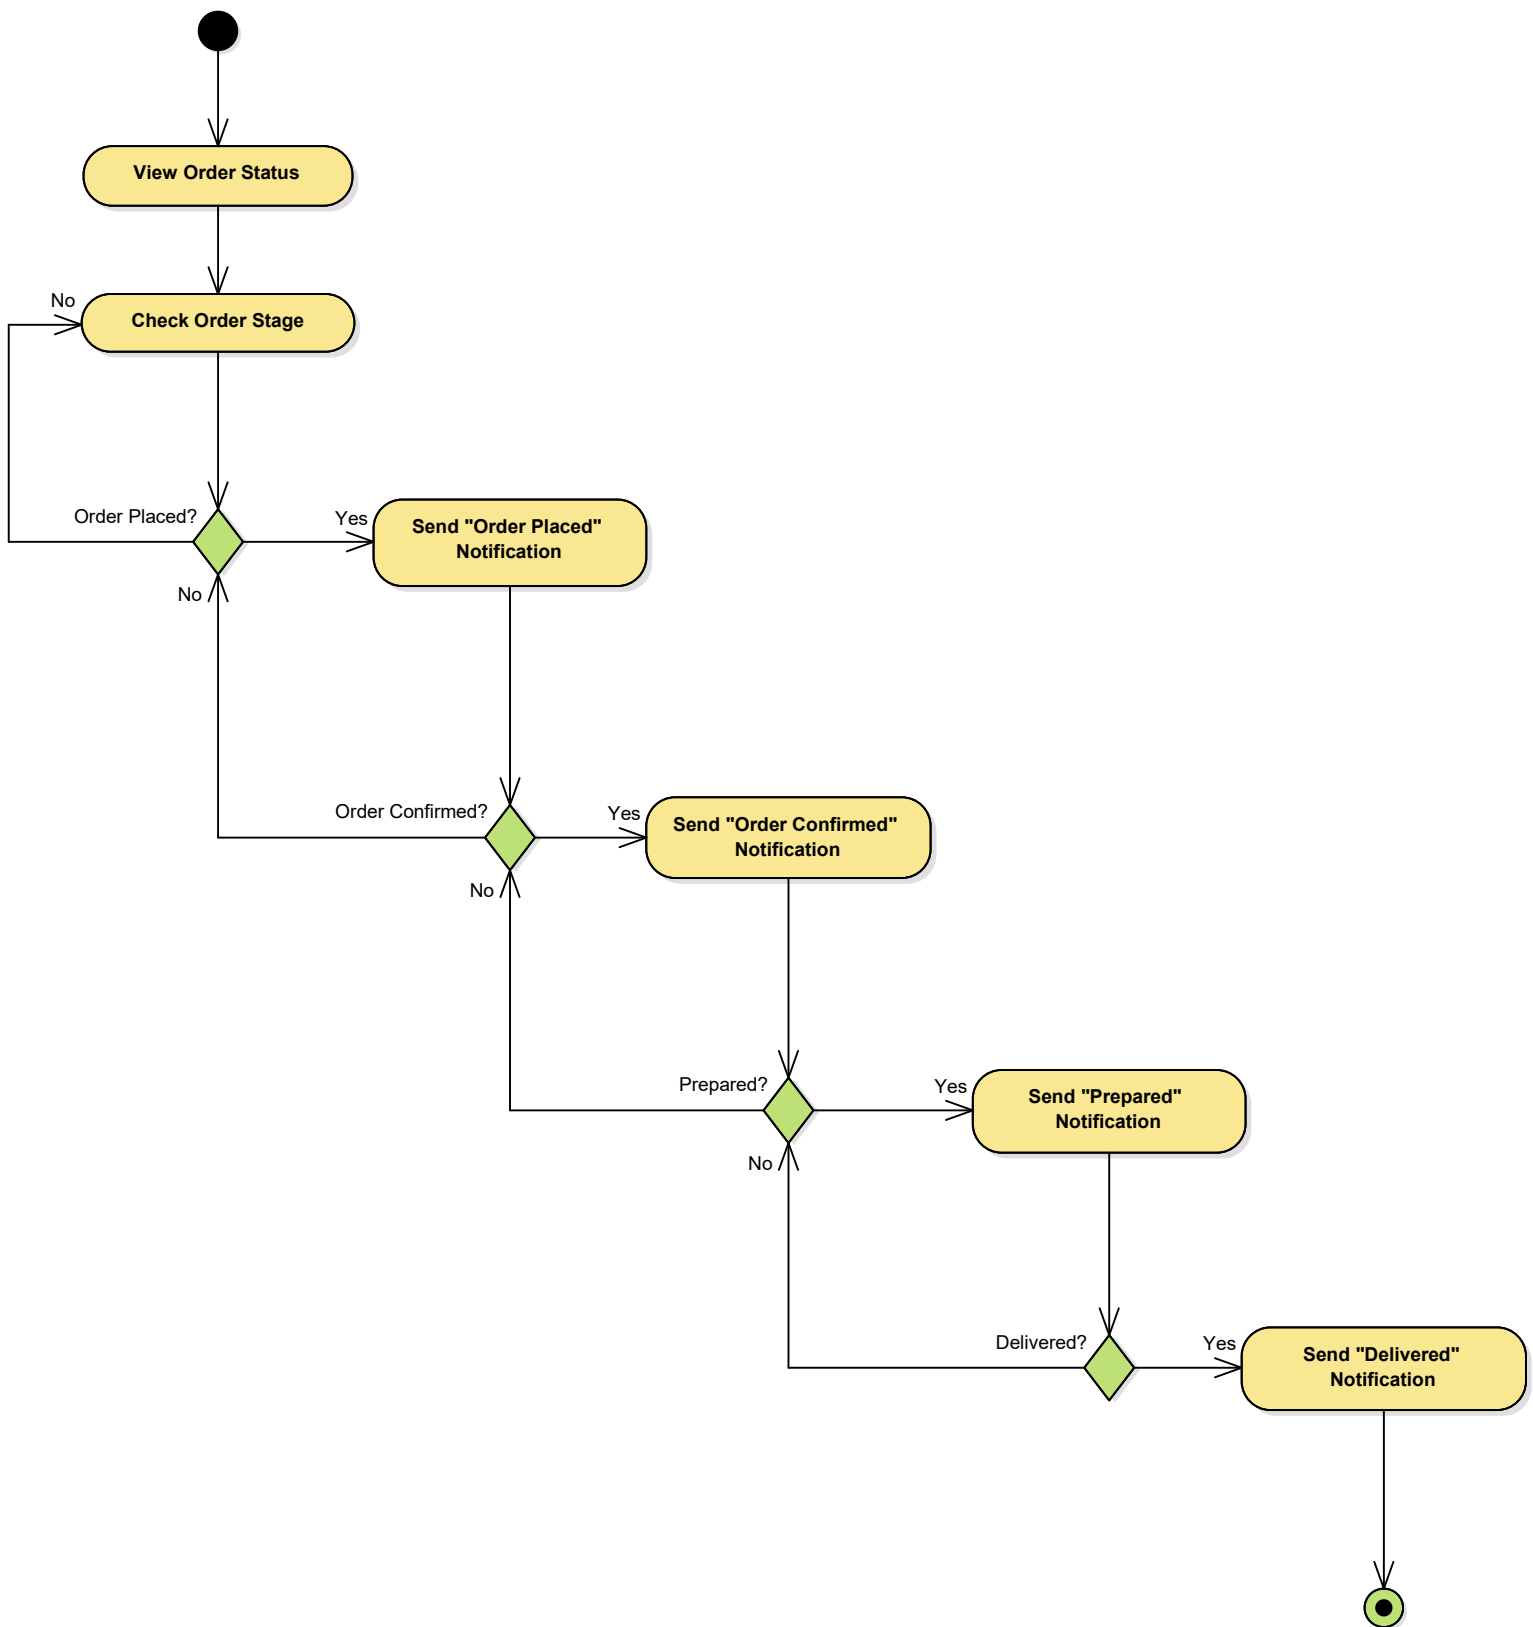 View Order Status
No
Check Order Stage
Order Placed?
Yes
Send "Order Placed"
Notification
No
Order Confirmed?
Yes
Send "Order Confirmed"
Notification
No
Prepared?
Yes
Send "Prepared"
Notification
No
Delivered?
Yes
Send "Delivered"
Notification